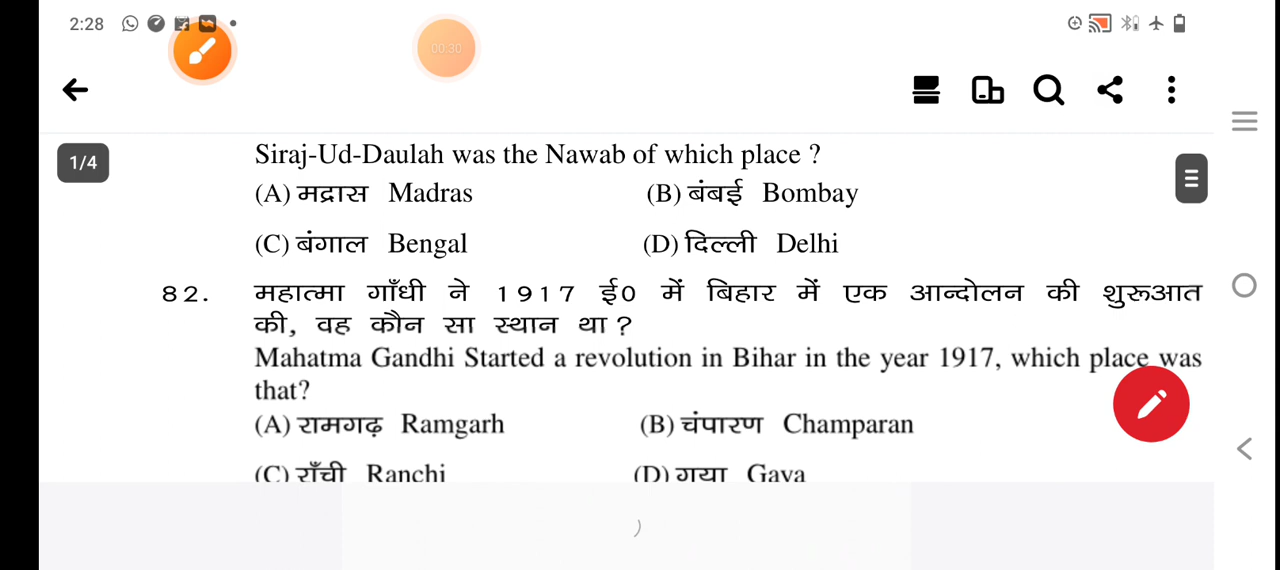 2:28
00:30
1/4
Siraj-Ud-Daulah was the Nawab of which place ?
(A) मद्रास Madras (B) बंबई Bombay
(C) बंगाल Bengal (D) दिल्ली Delhi
82. महात्मा गाँधी ने 1917 ई0 में बिहार में एक आन्दोलन की शुरूआत
की, वह कौन सा स्थान था ?
Mahatma Gandhi Started a revolution in Bihar in the year 1917, which place was
that?
(A) रामगढ़ Ramgarh (B) चंपारण Champaran
(C) राँची Ranchi (D) गया Gaya